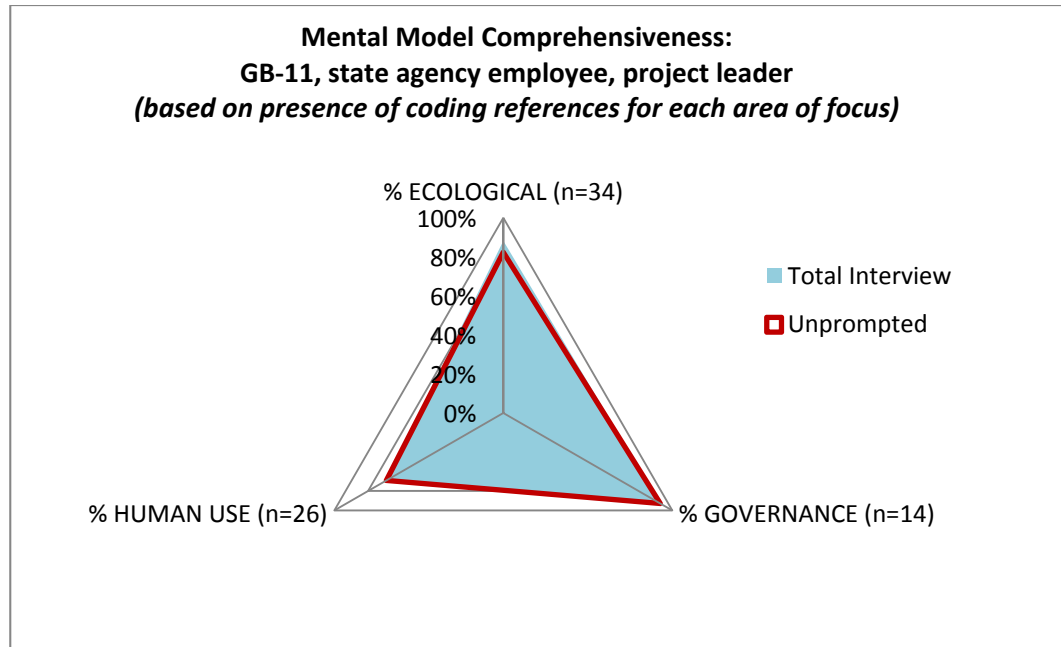 Mental Model Comprehensiveness:
GB-11, state agency employee, project leader
(based on presence of coding references for each area of focus)
% ECOLOGICAL (n=34)
100%
80%
60%
40%
20%
0%
Total Interview
Unprompted
% HUMAN USE (n=26)
% GOVERNANCE (n=14)